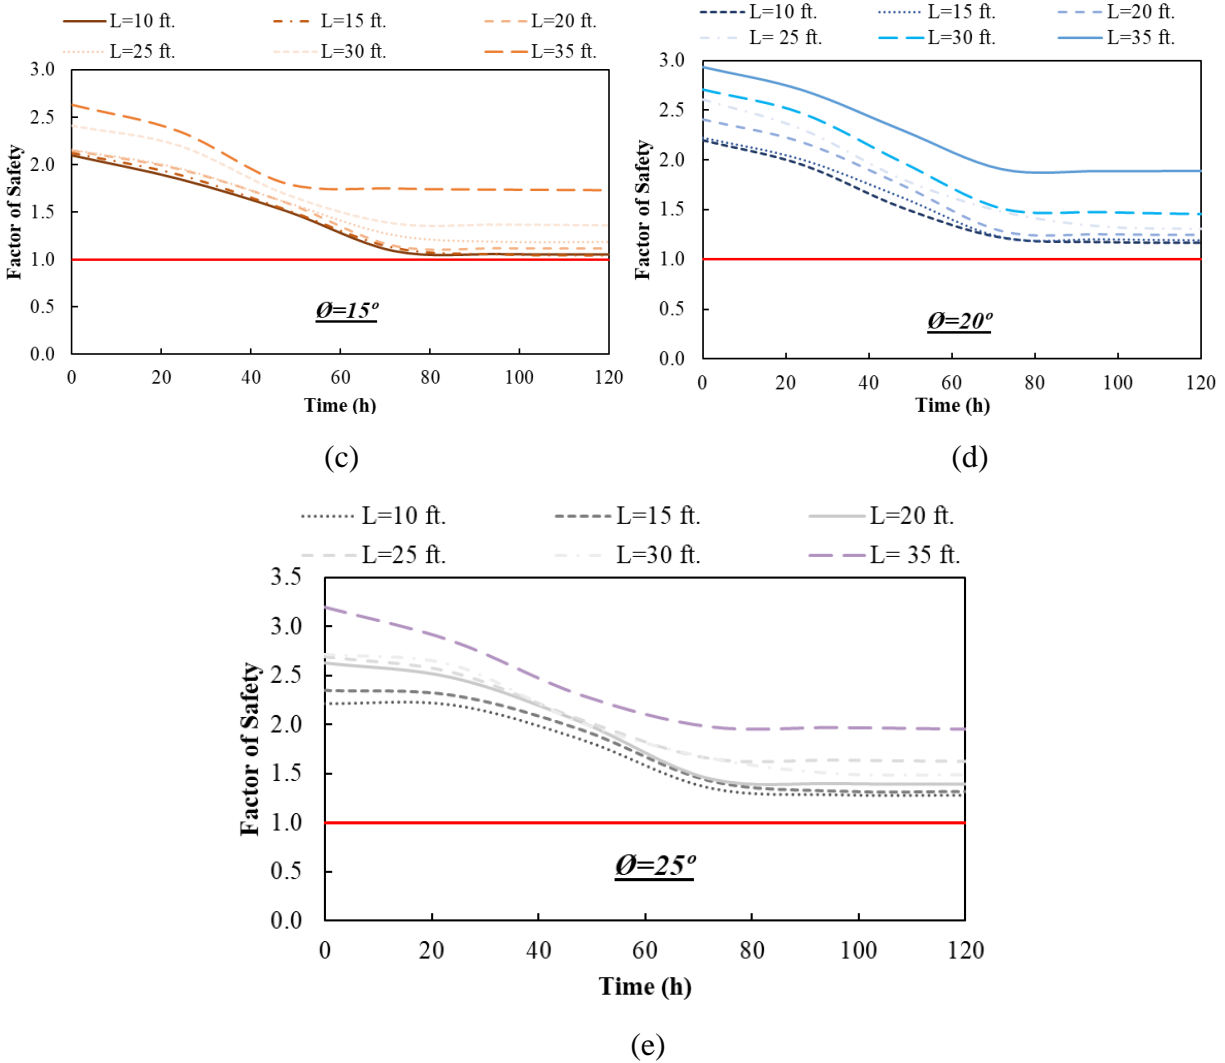 L=10 ft. L=15 ft. L=20 ft.
L=25 ft. L=30 ft. L=35 ft.
3.0
2.5
2.0
1.5
1.0
0.5
0.0
Factor of Safety
Ø=15º
0 20 40 60 80 100 120
Time (h)
(c)
L=10 ft. L=15 ft. L=20 ft.
L= 25 ft. L=30 ft. L=35 ft.
3.0
2.5
2.0
1.5
1.0
0.5
0.0
Factor of Safety
Ø=20º
0 20 40 60 80 100 120
Time (h)
(d)
L=10 ft. L=15 ft. L=20 ft.
L=25 ft. L=30 ft. L= 35 ft.
3.5
3.0
2.5
2.0
1.5
1.0
0.5
0.0
Factor of Safety
Ø=25º
0 20 40 60 80 100 120
Time (h)
(e)